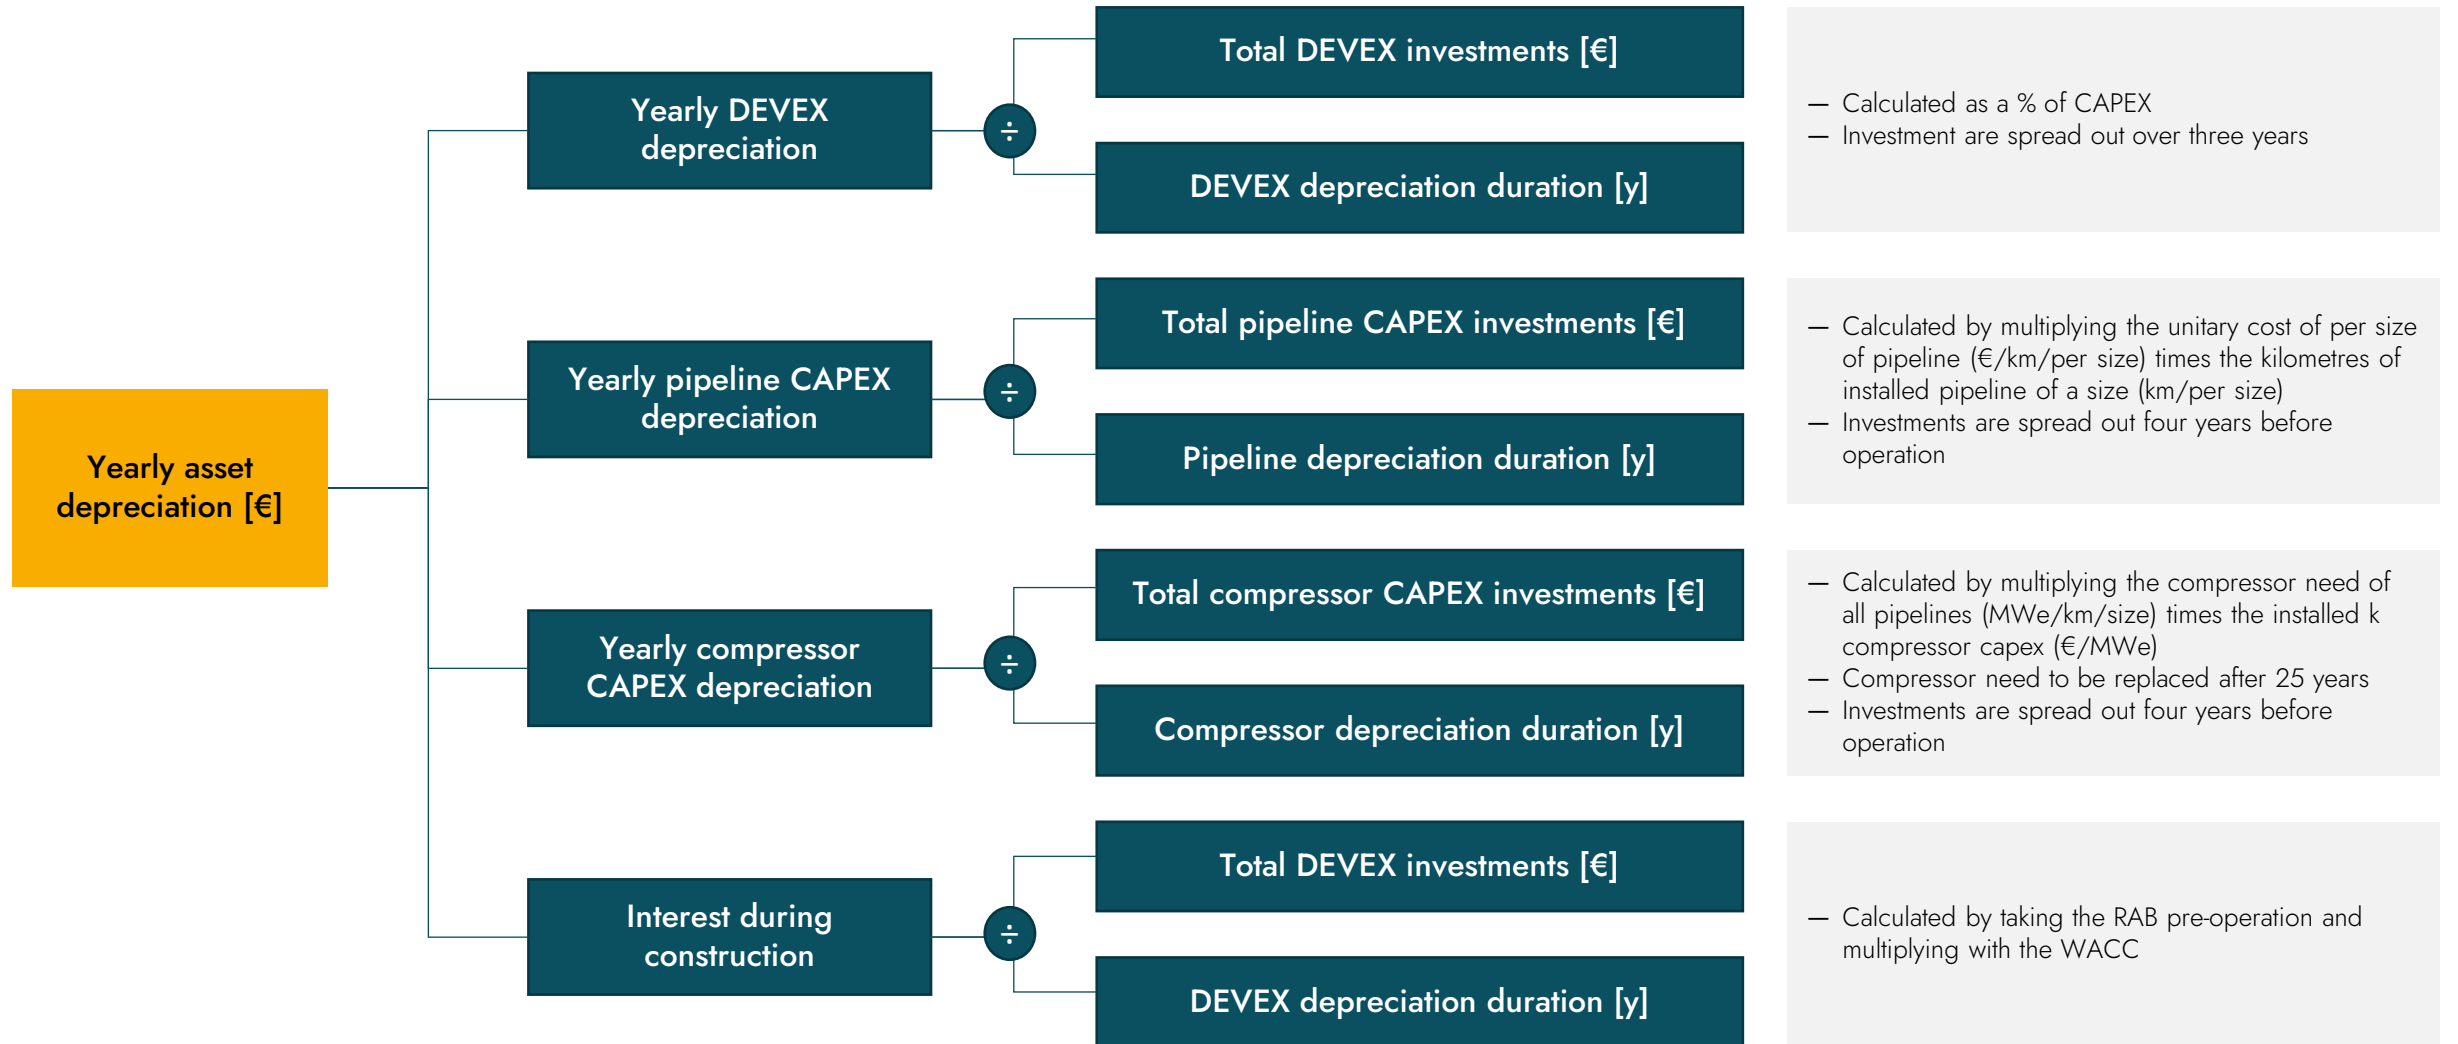 Yearly asset
depreciation [€]
Yearly DEVEX
depreciation
÷
Total DEVEX investments [€]
DEVEX depreciation duration [y]
— Calculated as a % of CAPEX
— Investment are spread out over three years
Yearly pipeline CAPEX
depreciation
÷
Total pipeline CAPEX investments [€]
Pipeline depreciation duration [y]
— Calculated by multiplying the unitary cost of per size
of pipeline (€/km/per size) times the kilometres of
installed pipeline of a size (km/per size)
— Investments are spread out four years before
operation
Yearly compressor
CAPEX depreciation
÷
Total compressor CAPEX investments [€]
Compressor depreciation duration [y]
— Calculated by multiplying the compressor need of
all pipelines (MWe/km/size) times the installed k
compressor capex (€/MWe)
— Compressor need to be replaced after 25 years
— Investments are spread out four years before
operation
Interest during
construction
÷
Total DEVEX investments [€]
DEVEX depreciation duration [y]
— Calculated by taking the RAB pre-operation and
multiplying with the WACC